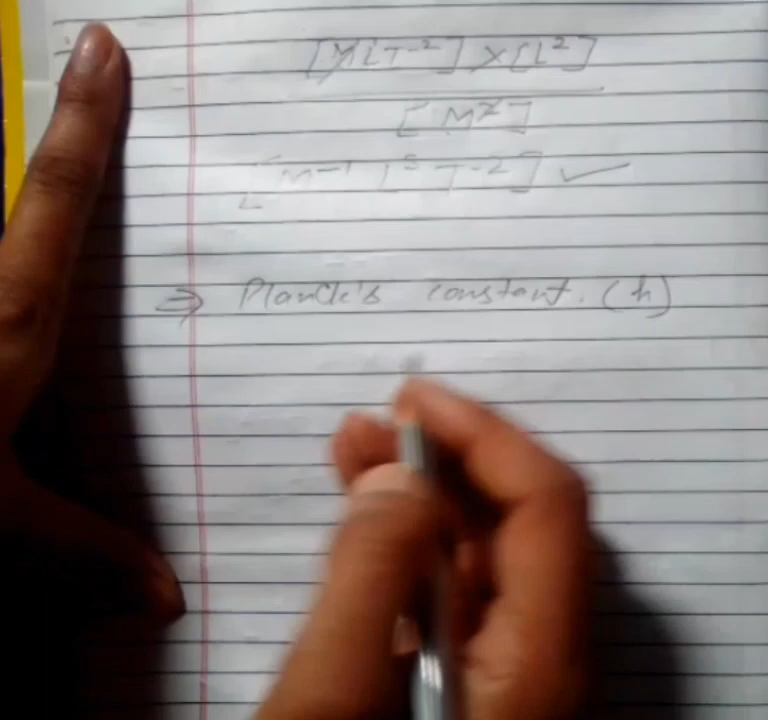 [MLT⁻²] × [L²]
[M²]
[M⁻¹ L³ T⁻²] ✓
⇒ Planck's constant. (h)